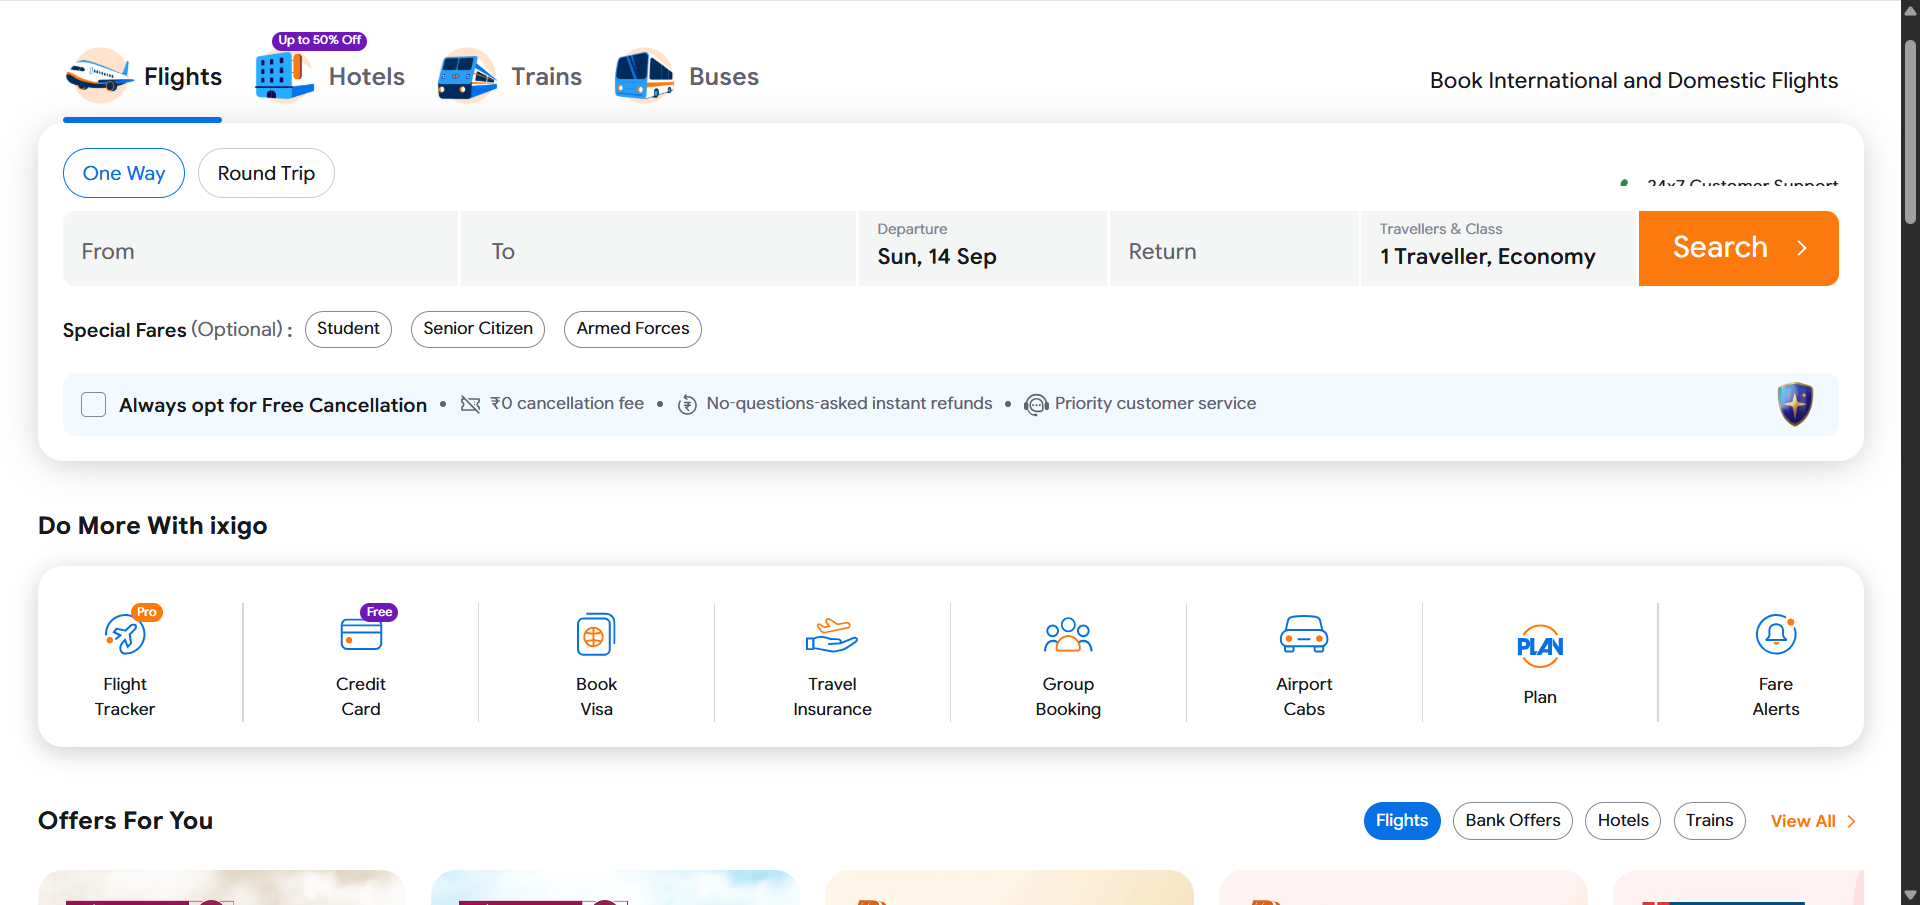 Up to 50% Off
Flights
Hotels
Trains
Buses
Book International and Domestic Flights
One Way
Round Trip
24x7 Customer Support
From
To
Departure
Sun, 14 Sep
Return
Travellers & Class
1 Traveller, Economy
Search
Special Fares (Optional) :
Student
Senior Citizen
Armed Forces
Always opt for Free Cancellation • ₹0 cancellation fee • No-questions-asked instant refunds • Priority customer service
Do More With ixigo
Pro
Flight
Tracker
Free
Credit
Card
Book
Visa
Travel
Insurance
Group
Booking
Airport
Cabs
PLAN
Plan
Fare
Alerts
Offers For You
Flights
Bank Offers
Hotels
Trains
View All